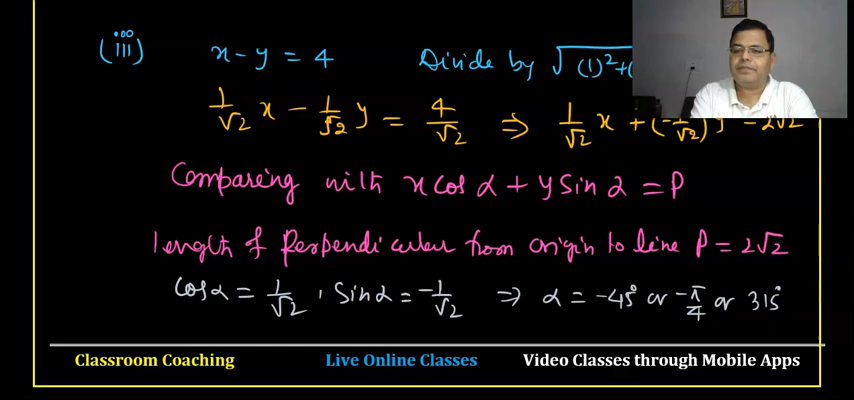 (iii) x - y = 4 Divide by √(1)²+(
1/√2 x - 1/√2 y = 4/√2 ⇒ 1/√2 x + (-1/√2) y = 2√2
Comparing with x cos α + y sin α = P
length of perpendicular from origin to line P = 2√2
cos α = 1/√2 , Sin α = -1/√2 ⇒ α = -45° or -π/4 or 315°
Classroom Coaching Live Online Classes Video Classes through Mobile Apps